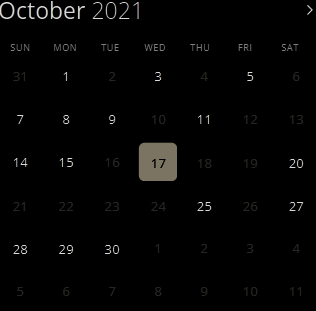 October 2021
SUN MON TUE WED THU FRI SAT
31 1 2 3 4 5 6
7 8 9 10 11 12 13
14 15 16 17 18 19 20
21 22 23 24 25 26 27
28 29 30 1 2 3 4
5 6 7 8 9 10 11